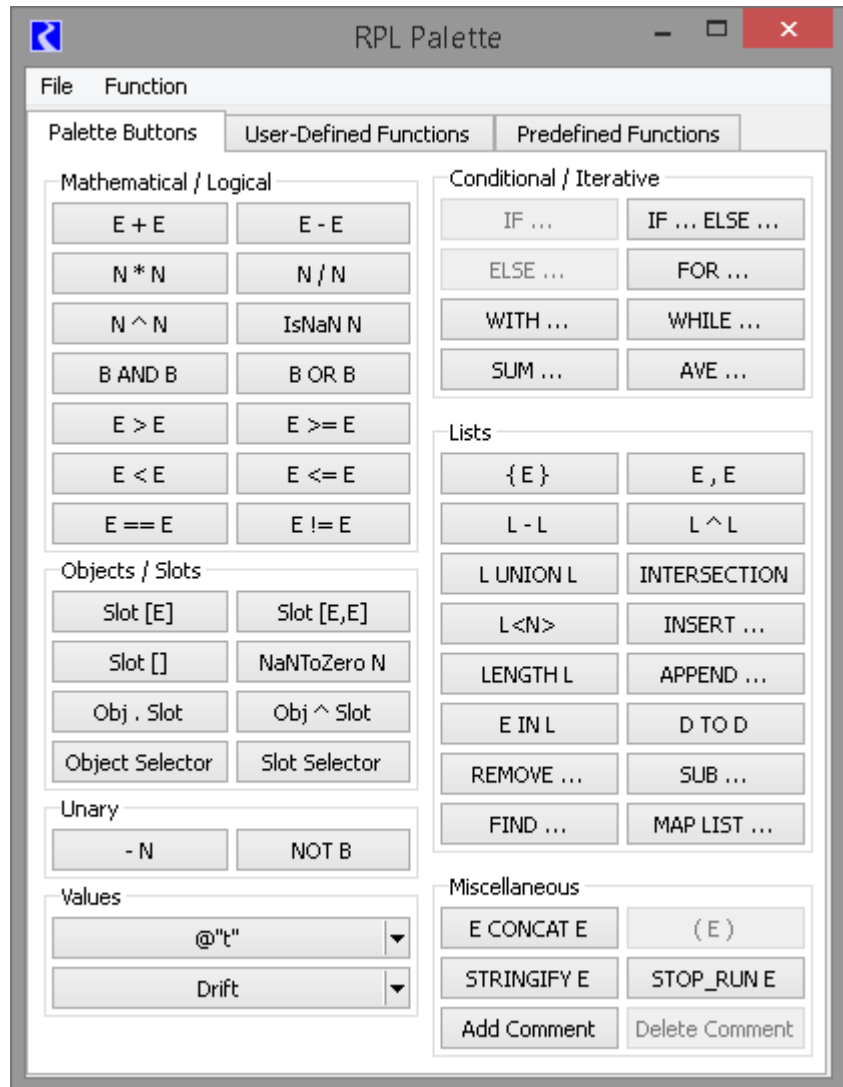 RPL Palette
File Function
Palette Buttons User-Defined Functions Predefined Functions
Mathematical / Logical
E + E E - E
N * N N / N
N ^ N IsNaN N
B AND B B OR B
E > E E >= E
E < E E <= E
E == E E != E
Objects / Slots
Slot [E] Slot [E,E]
Slot [] NaNToZero N
Obj . Slot Obj ^ Slot
Object Selector Slot Selector
Unary
- N NOT B
Values
@"t"
Drift
Conditional / Iterative
IF ... IF ... ELSE ...
ELSE ... FOR ...
WITH ... WHILE ...
SUM ... AVE ...
Lists
{ E } E , E
L - L L ^ L
L UNION L INTERSECTION
L<N> INSERT ...
LENGTH L APPEND ...
E IN L D TO D
REMOVE ... SUB ...
FIND ... MAP LIST ...
Miscellaneous
E CONCAT E ( E )
STRINGIFY E STOP_RUN E
Add Comment Delete Comment